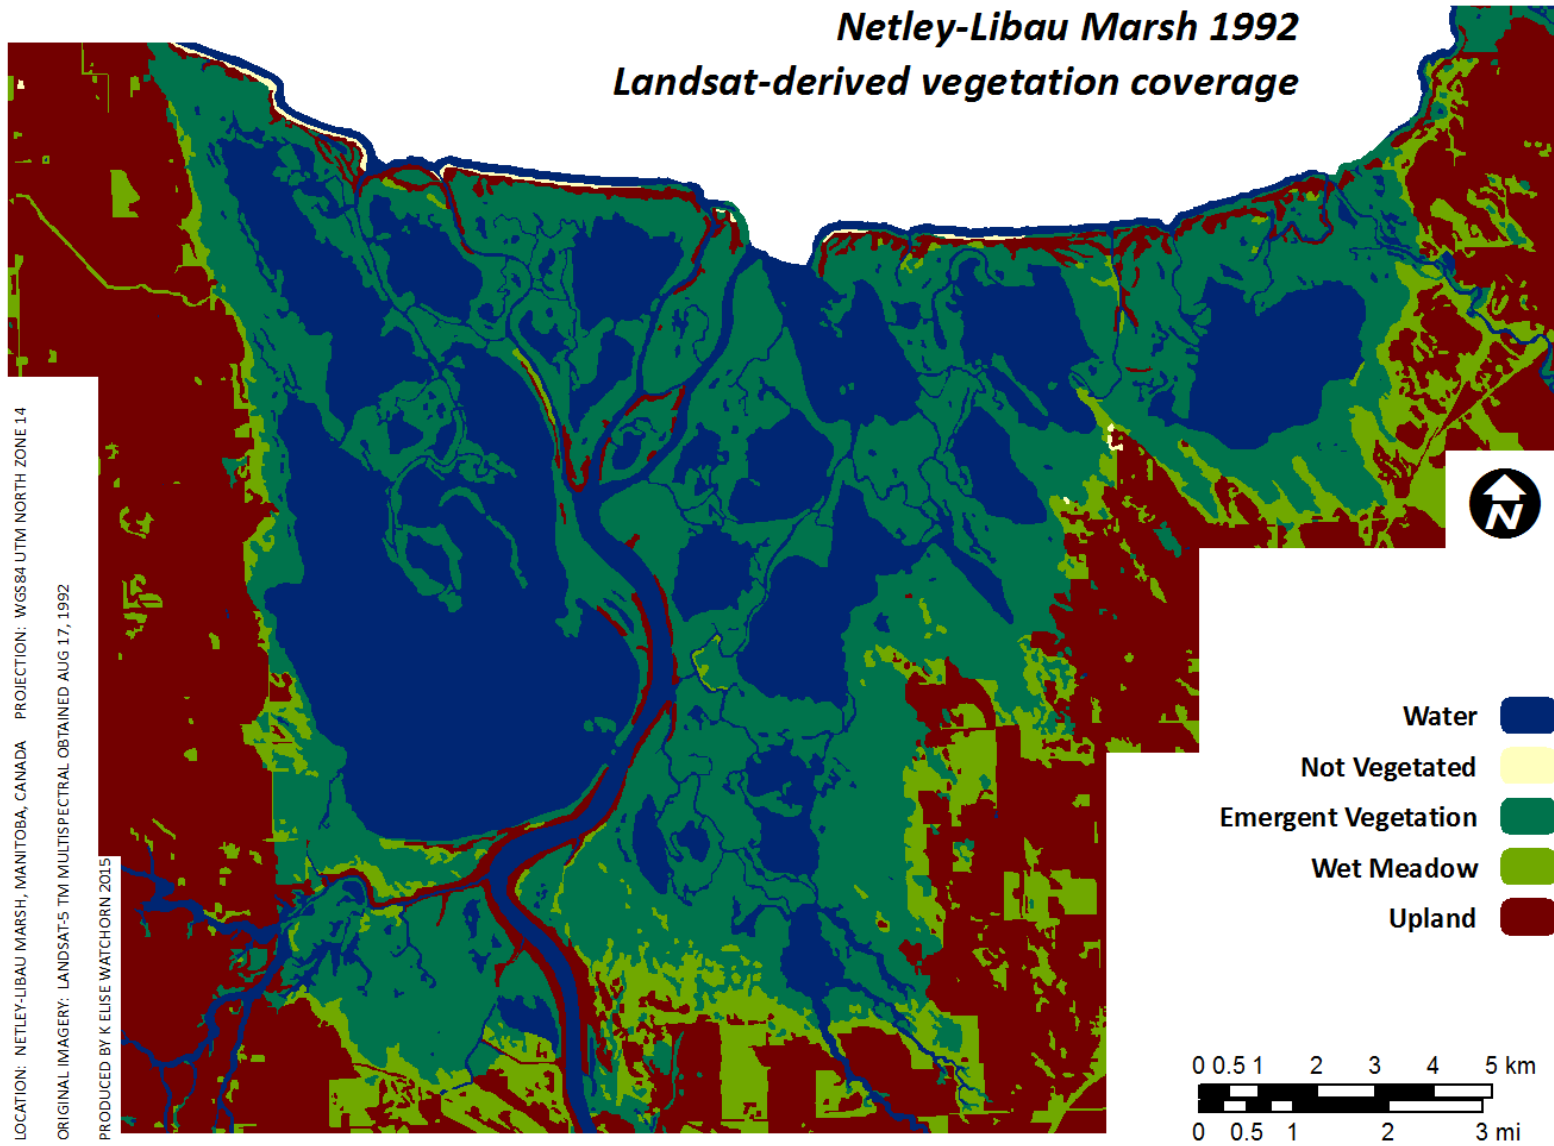 Netley-Libau Marsh 1992
Landsat-derived vegetation coverage
LOCATION: NETLEY-LIBAU MARSH, MANITOBA, CANADA PROJECTION: WGS84 UTM NORTH ZONE 14
ORIGINAL IMAGERY: LANDSAT-5 TM MULTISPECTRAL OBTAINED AUG 17, 1992
PRODUCED BY K ELISE WATCHORN 2015
N
Water
Not Vegetated
Emergent Vegetation
Wet Meadow
Upland
0 0.5 1 2 3 4 5 km
0 0.5 1 2 3 mi